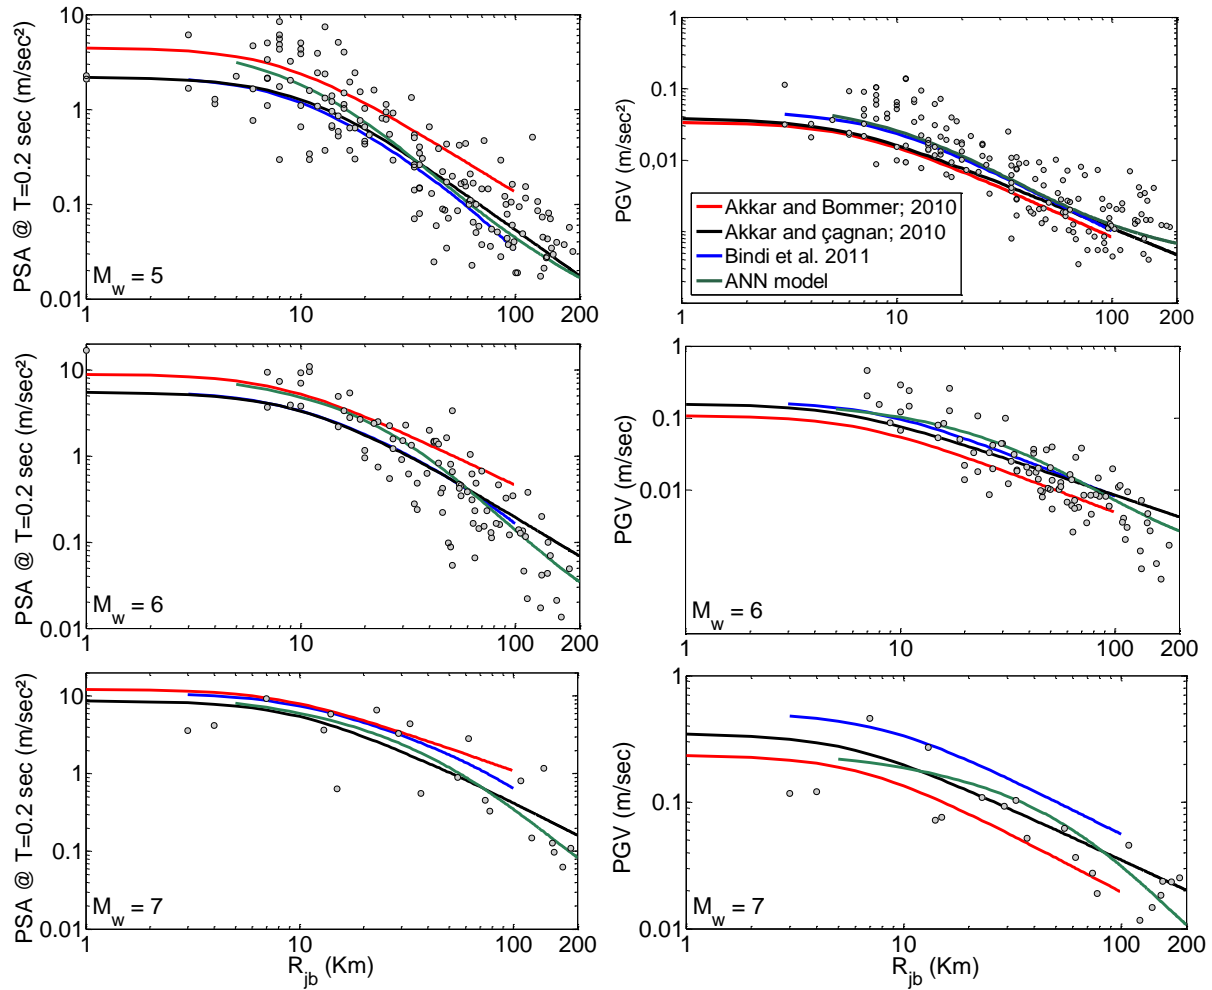 10
1
0.1
0.01
PSA @ T=0.2 sec (m/sec²)
M_w = 5
1
10
100
200
1
0.1
0.01
PGV (m/sec²)
Akkar and Bommer; 2010
Akkar and çagnan; 2010
Bindi et al. 2011
ANN model
1
10
100
200
10
1
0.1
0.01
PSA @ T=0.2 sec (m/sec²)
M_w = 6
1
10
100
200
1
0.1
0.01
PGV (m/sec)
M_w = 6
1
10
100
200
10
1
0.1
0.01
PSA @ T=0.2 sec (m/sec²)
M_w = 7
1
10
100
200
R_jb (Km)
1
0.1
0.01
PGV (m/sec)
M_w = 7
1
10
100
200
R_jb (Km)